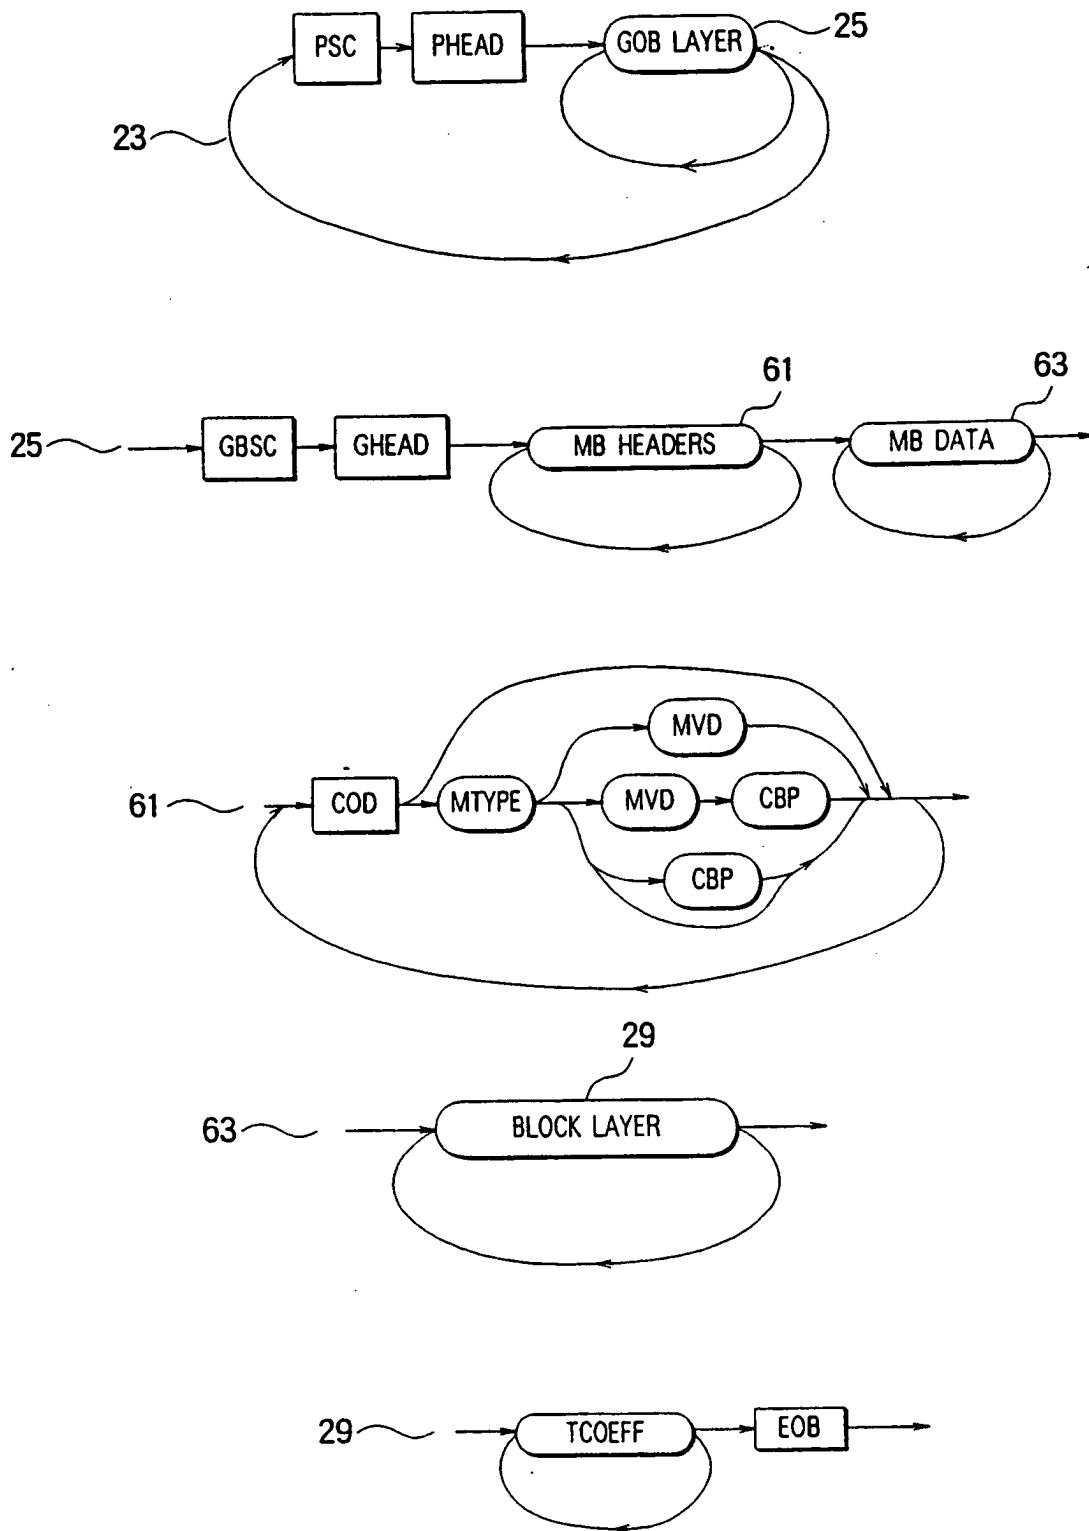 PSC PHEAD GOB LAYER 25
23
61 63
25 GBSC GHEAD MB HEADERS MB DATA
MVD
61 COD MTYPE MVD CBP
CBP
29
63 BLOCK LAYER
29 TCOEFF EOB